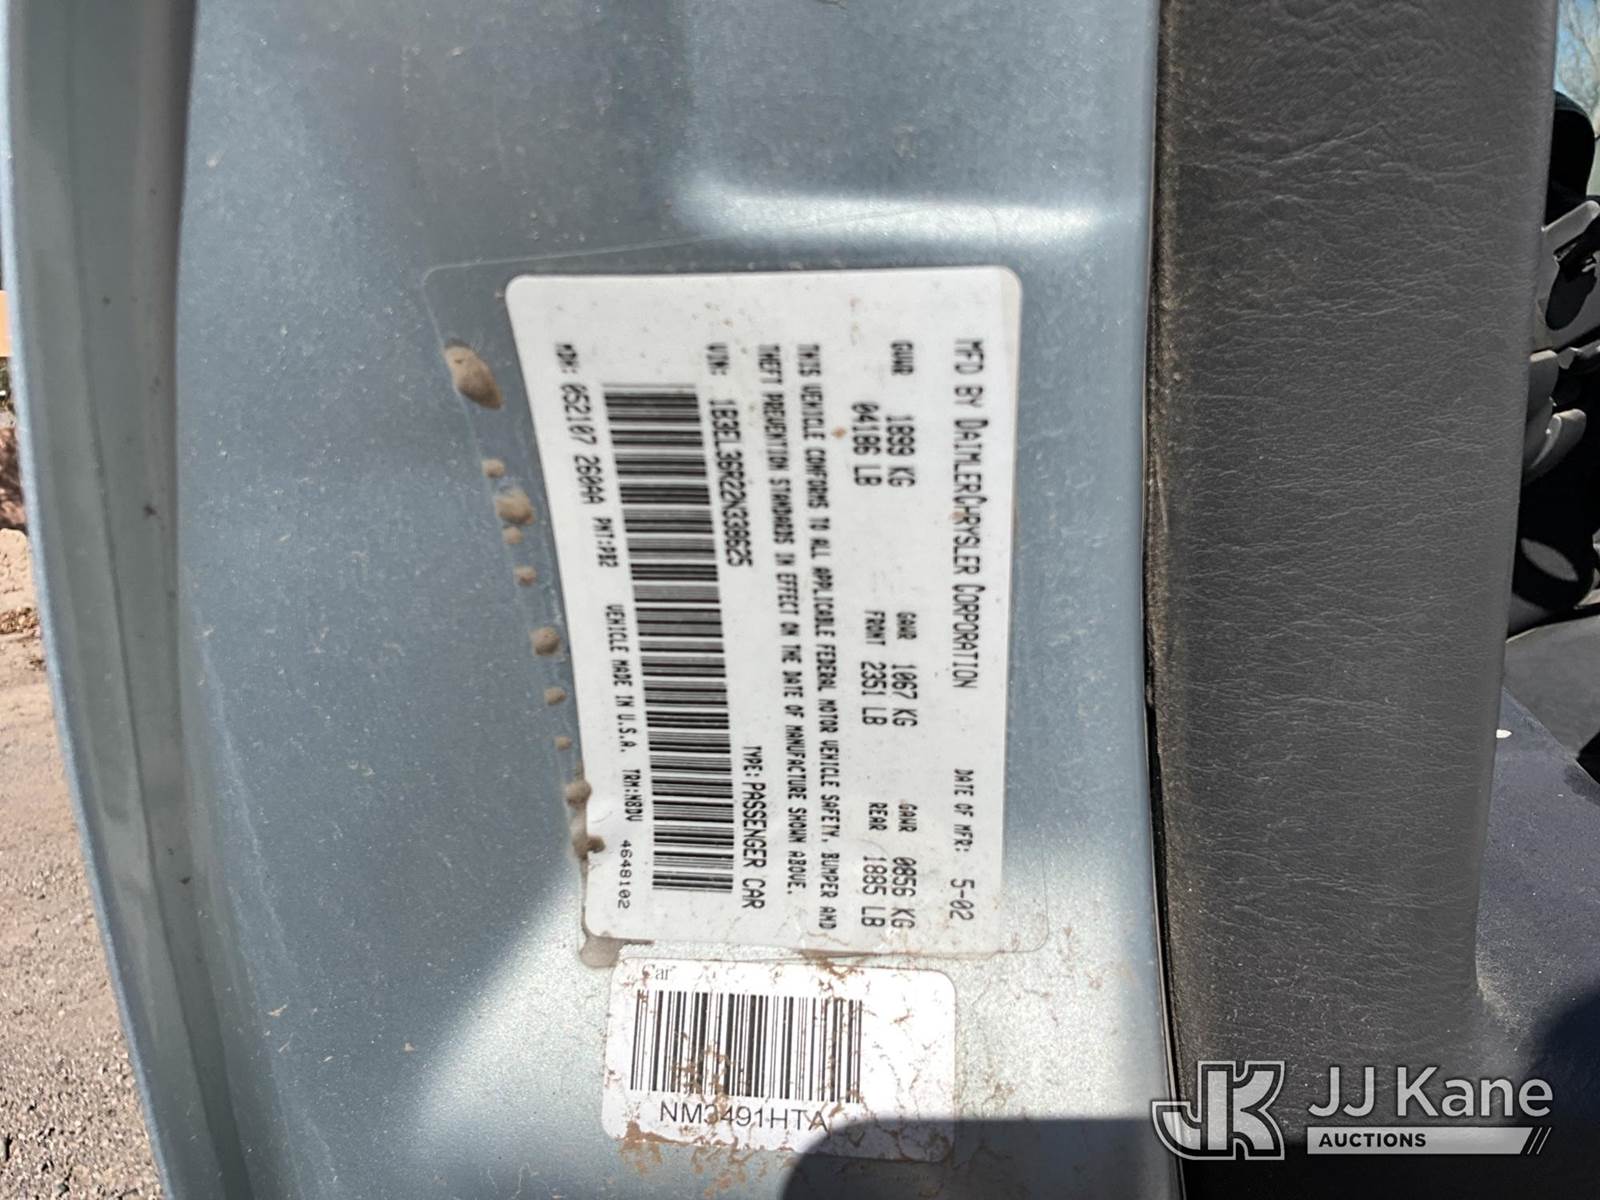 MFD BY DAIMLERCHRYSLER CORPORATION DATE OF MFR: 5-02
GVWR 1899 KG GAWR 1067 KG GAWR 0856 KG
04186 LB FRONT 2351 LB REAR 1885 LB
THIS VEHICLE CONFORMS TO ALL APPLICABLE FEDERAL MOTOR VEHICLE SAFETY, BUMPER AND
THEFT PREVENTION STANDARDS IN EFFECT ON THE DATE OF MANUFACTURE SHOWN ABOVE.
VIN: 1B3EL36R22N338625 TYPE: PASSENGER CAR
MDH: 052107 260AA PNT:PB2 VEHICLE MADE IN U.S.A. TRM:N8DV 4648102
Car
NM3491HTA
JK JJ Kane
AUCTIONS